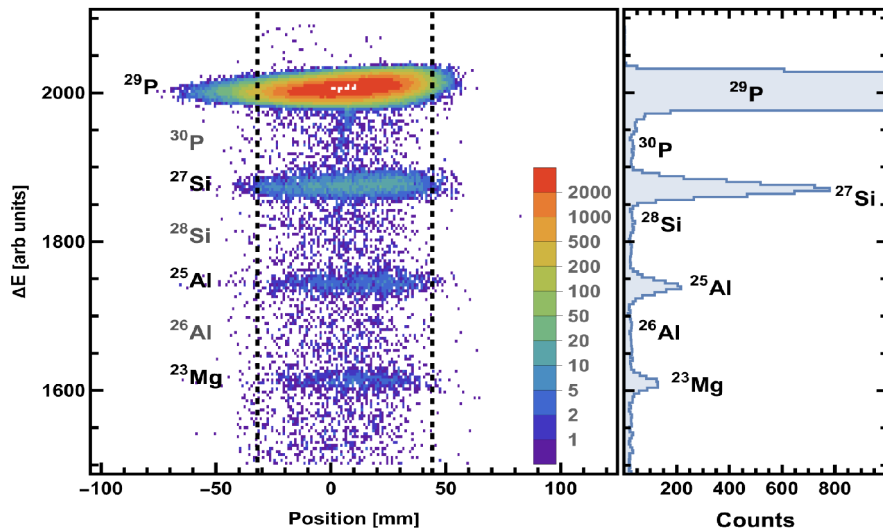 2000
1800
1600
ΔE [arb units]
²⁹P
³⁰P
²⁷Si
²⁸Si
²⁵Al
²⁶Al
²³Mg
2000
1000
500
200
100
50
20
10
5
2
1
−100
−50
0
50
100
Position [mm]
²⁹P
³⁰P
²⁷Si
²⁸Si
²⁵Al
²⁶Al
²³Mg
200
400
600
800
Counts